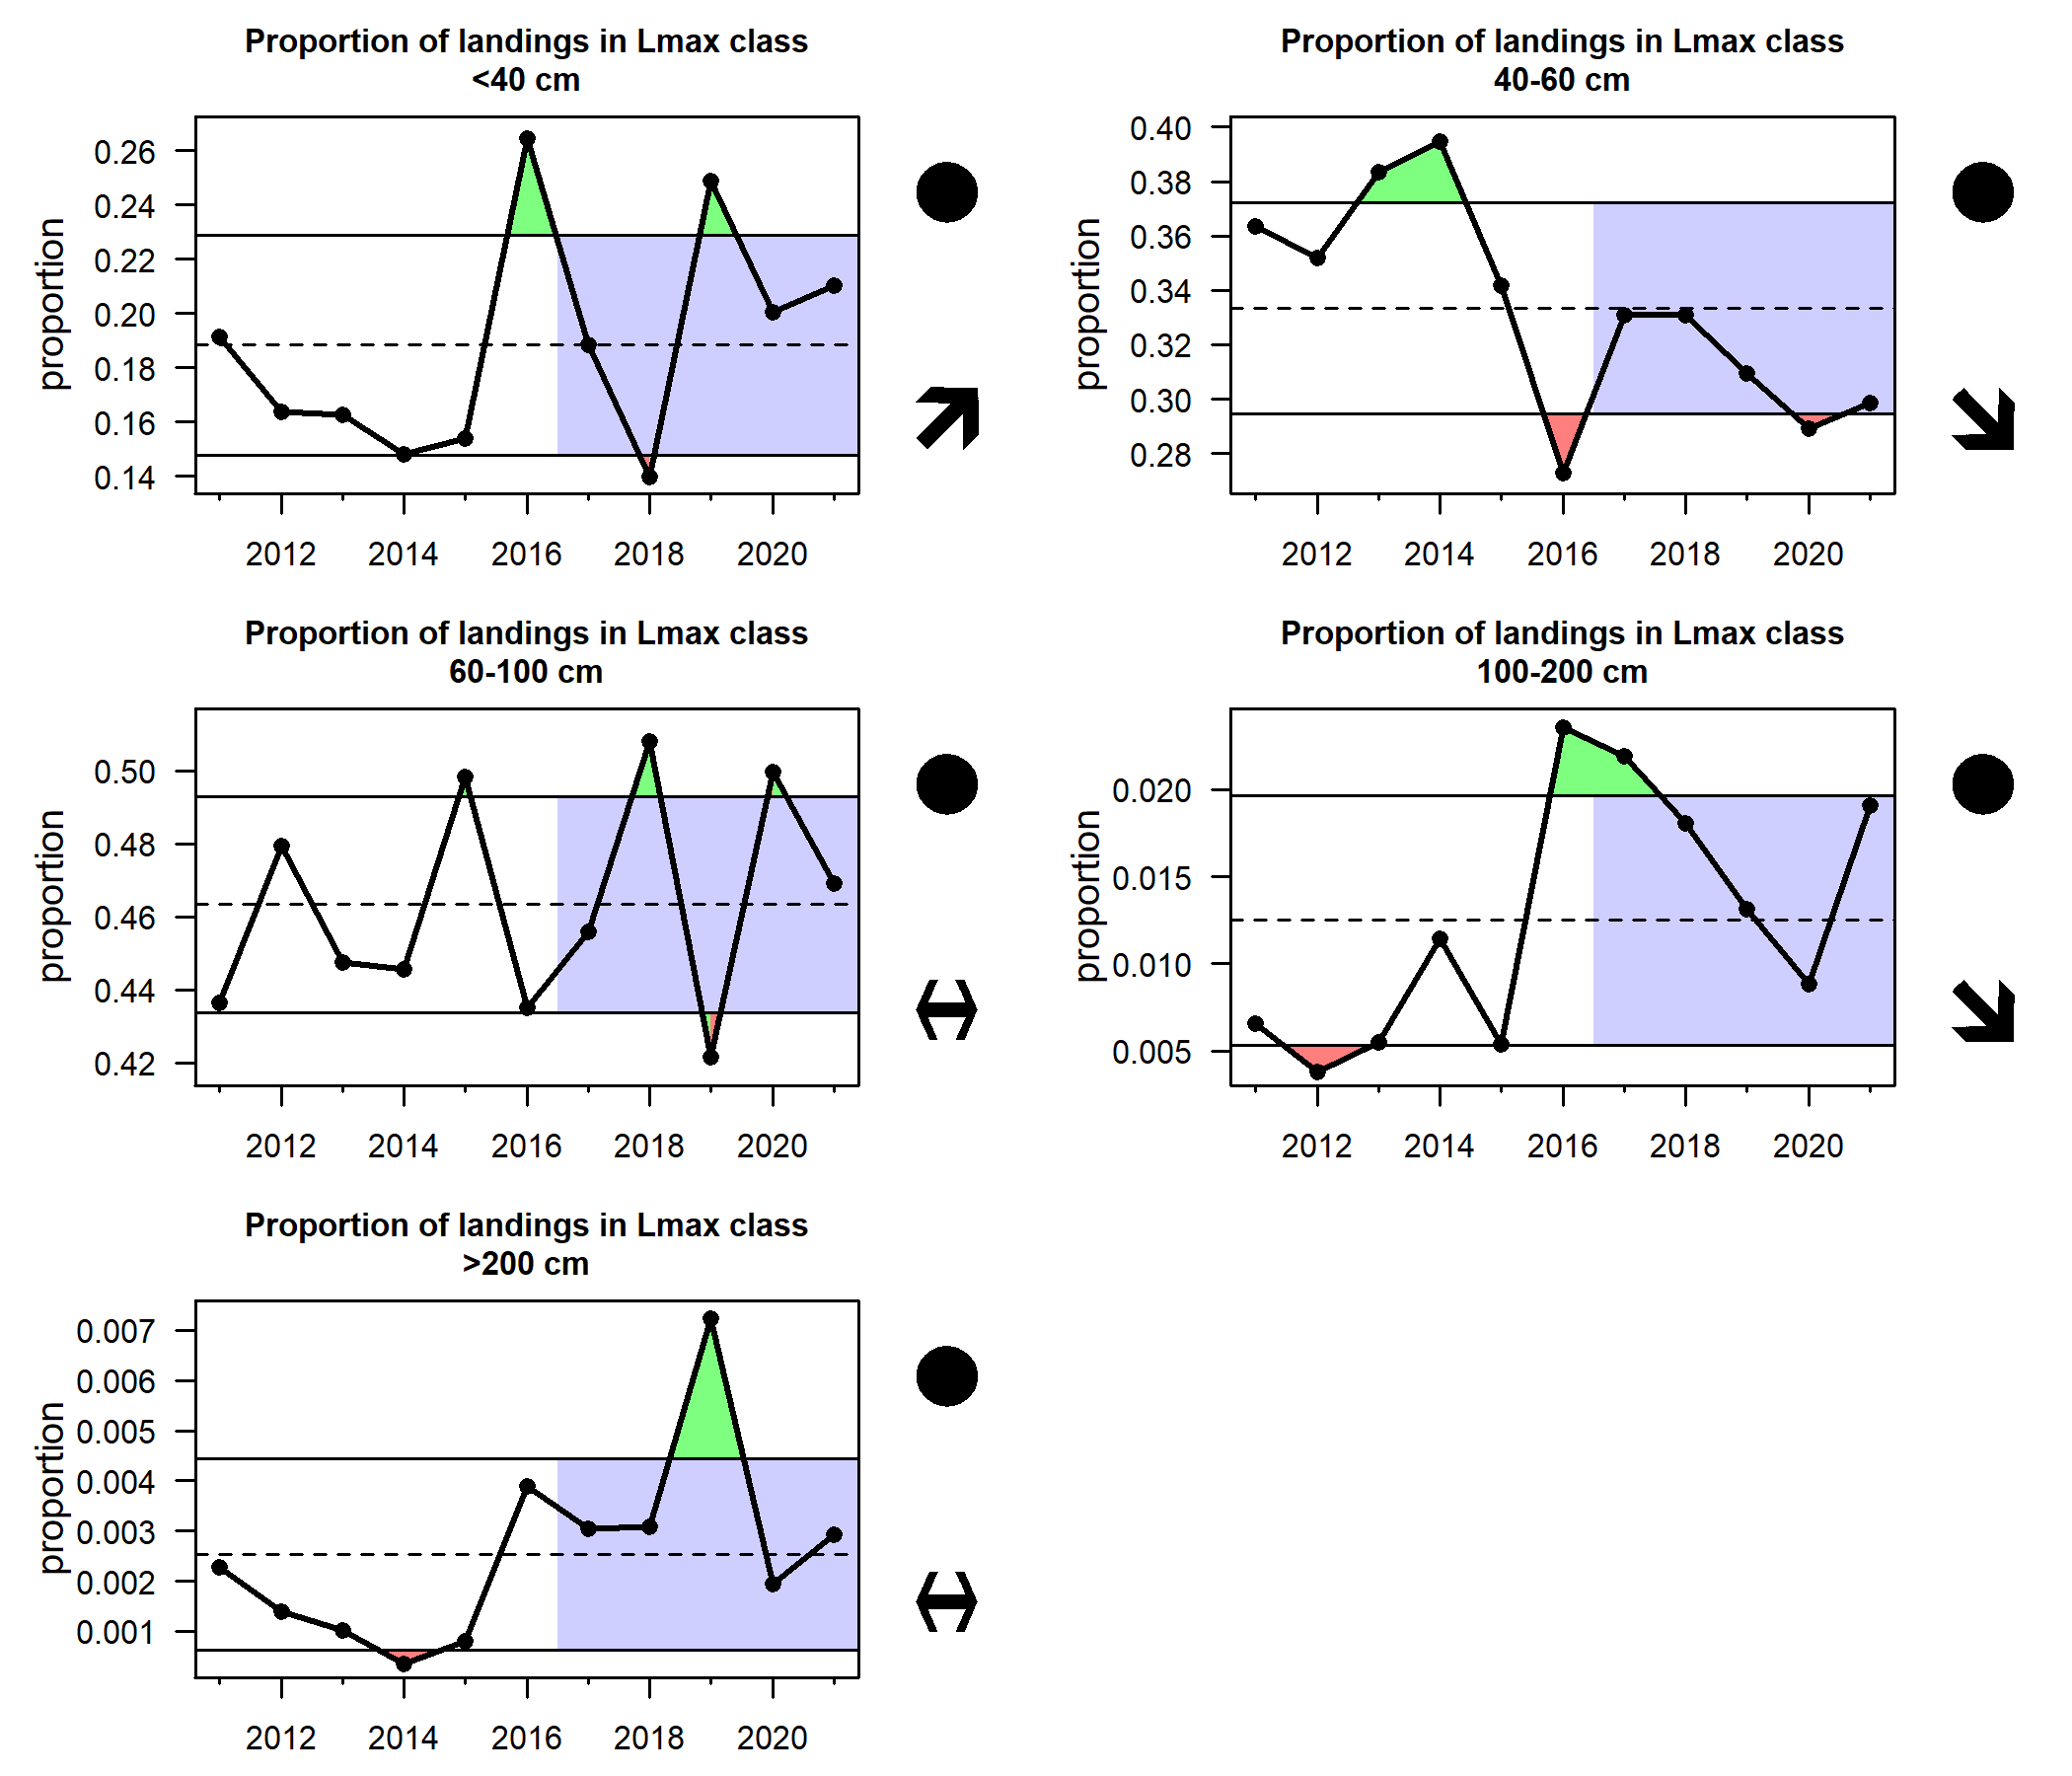 Proportion of landings in Lmax class
<40 cm
proportion
0.26
0.24
0.22
0.20
0.18
0.16
0.14
2012 2014 2016 2018 2020
Proportion of landings in Lmax class
40-60 cm
proportion
0.40
0.38
0.36
0.34
0.32
0.30
0.28
2012 2014 2016 2018 2020
Proportion of landings in Lmax class
60-100 cm
proportion
0.50
0.48
0.46
0.44
0.42
2012 2014 2016 2018 2020
Proportion of landings in Lmax class
100-200 cm
proportion
0.020
0.015
0.010
0.005
2012 2014 2016 2018 2020
Proportion of landings in Lmax class
>200 cm
proportion
0.007
0.006
0.005
0.004
0.003
0.002
0.001
2012 2014 2016 2018 2020